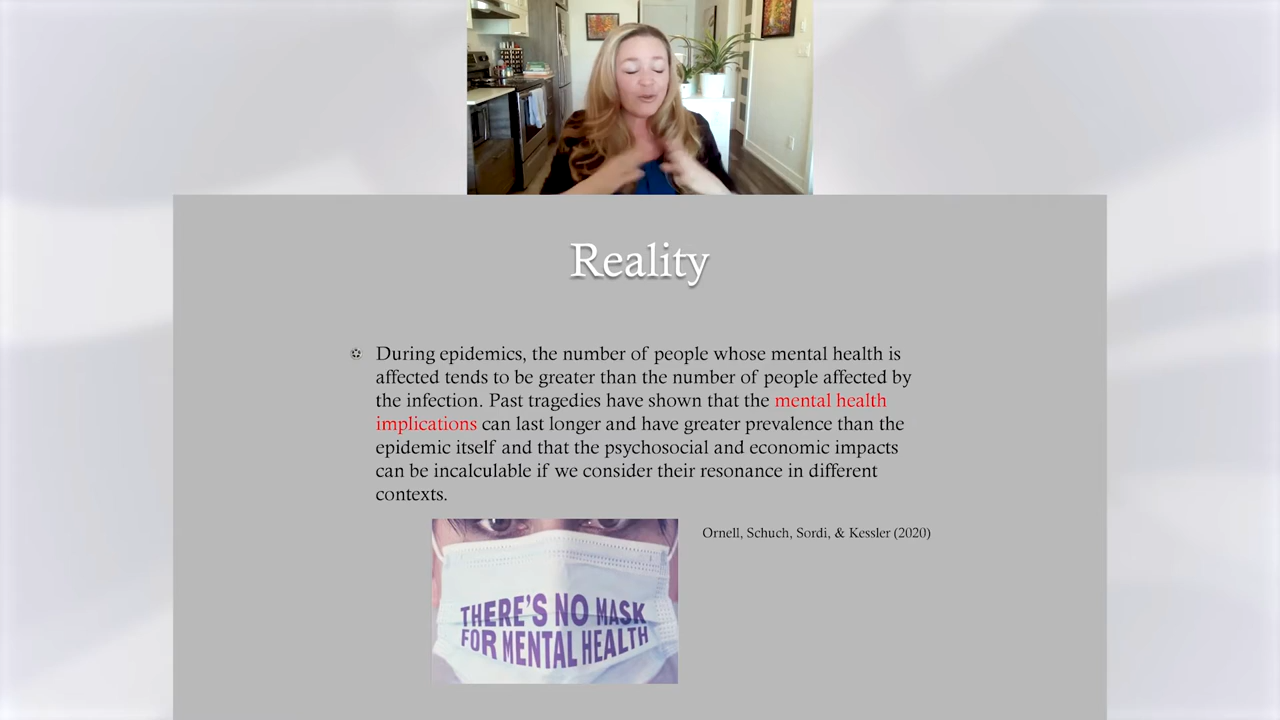 Reality
During epidemics, the number of people whose mental health is
affected tends to be greater than the number of people affected by
the infection. Past tragedies have shown that the mental health
implications can last longer and have greater prevalence than the
epidemic itself and that the psychosocial and economic impacts
can be incalculable if we consider their resonance in different
contexts.
Ornell, Schuch, Sordi, & Kessler (2020)
THERE'S NO MASK
FOR MENTAL HEALTH